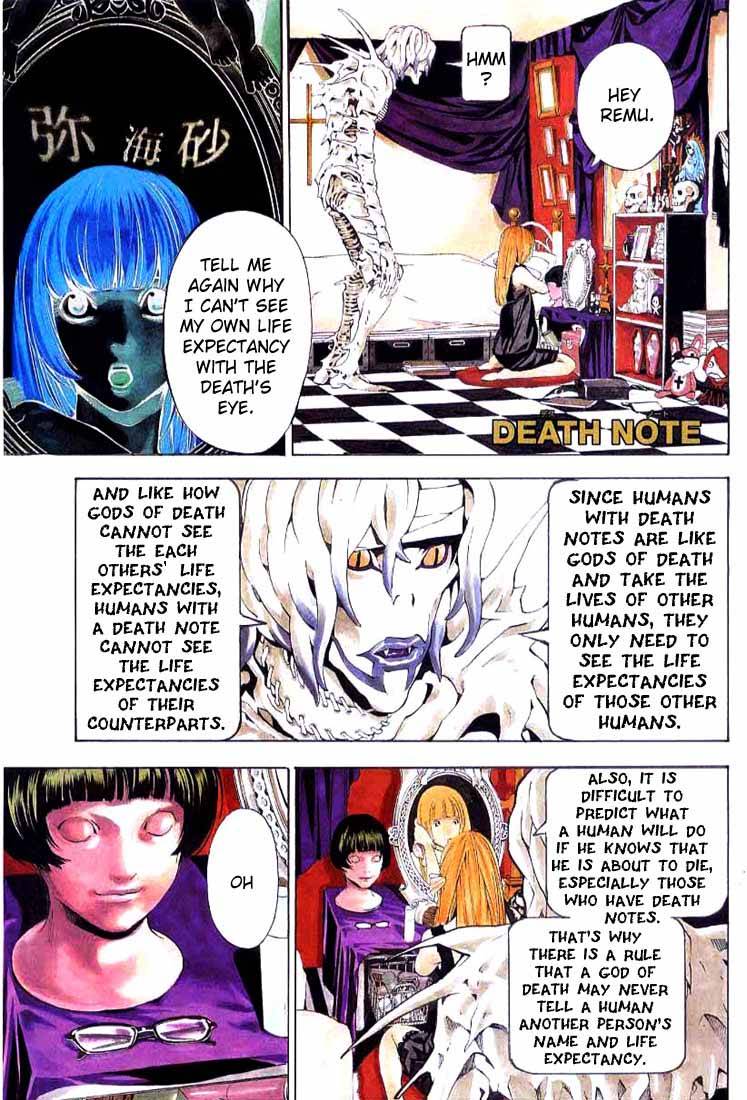 HEY
REMU.
HMM
?
DEATH NOTE
弥海砂
TELL ME
AGAIN WHY
I CAN'T SEE
MY OWN LIFE
EXPECTANCY
WITH
THE DEATH'S
EYE.
SINCE HUMANS
WITH DEATH
NOTES ARE LIKE
GODS OF DEATH
AND TAKE THE
LIVES OF OTHER
HUMANS, THEY
ONLY NEED TO
SEE THE LIFE
EXPECTANCIES
OF THOSE OTHER
HUMANS.
AND LIKE HOW
GODS OF DEATH
CANNOT SEE
THE EACH
OTHERS' LIFE
EXPECTANCIES,
HUMANS WITH
A DEATH NOTE
CANNOT SEE
THE LIFE
EXPECTANCIES
OF THEIR
COUNTERPARTS.
ALSO, IT IS
DIFFICULT TO
PREDICT WHAT
A HUMAN WILL DO
IF HE KNOWS THAT
HE IS ABOUT TO DIE,
ESPECIALLY THOSE
WHO HAVE DEATH
NOTES.
THAT'S WHY
THERE IS A RULE
THAT A GOD OF
DEATH MAY NEVER
TELL A HUMAN
ANOTHER PERSON'S
NAME AND LIFE
EXPECTANCY.
OH